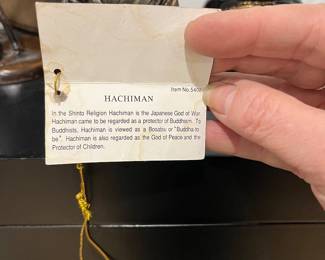 Item No.5402
HACHIMAN
In the Shinto Religion Hachiman is the Japanese God of War.
Hachiman came to be regarded as a protector of Buddhism. To
Buddhists, Hachiman is viewed as a Bosatsu or "Buddha-to
be". Hachiman is also regarded as the God of Peace and the
Protector of Children.